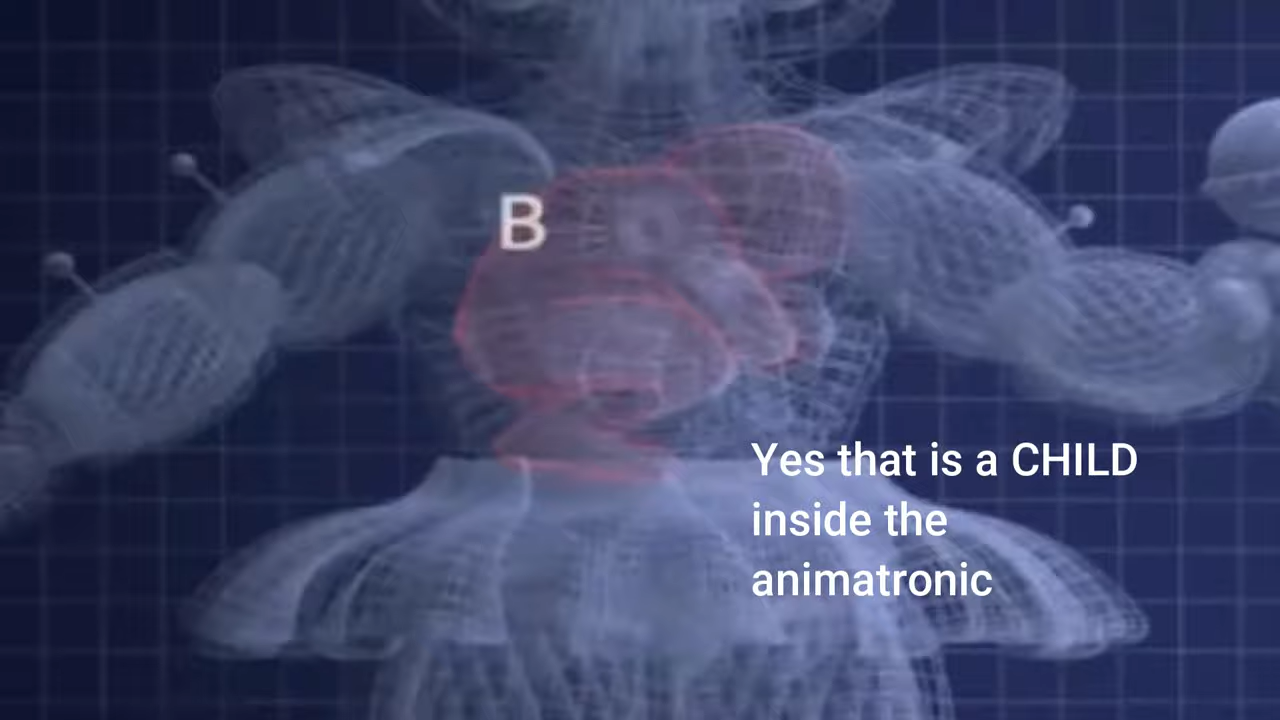 B
Yes that is a CHILD
inside the
animatronic